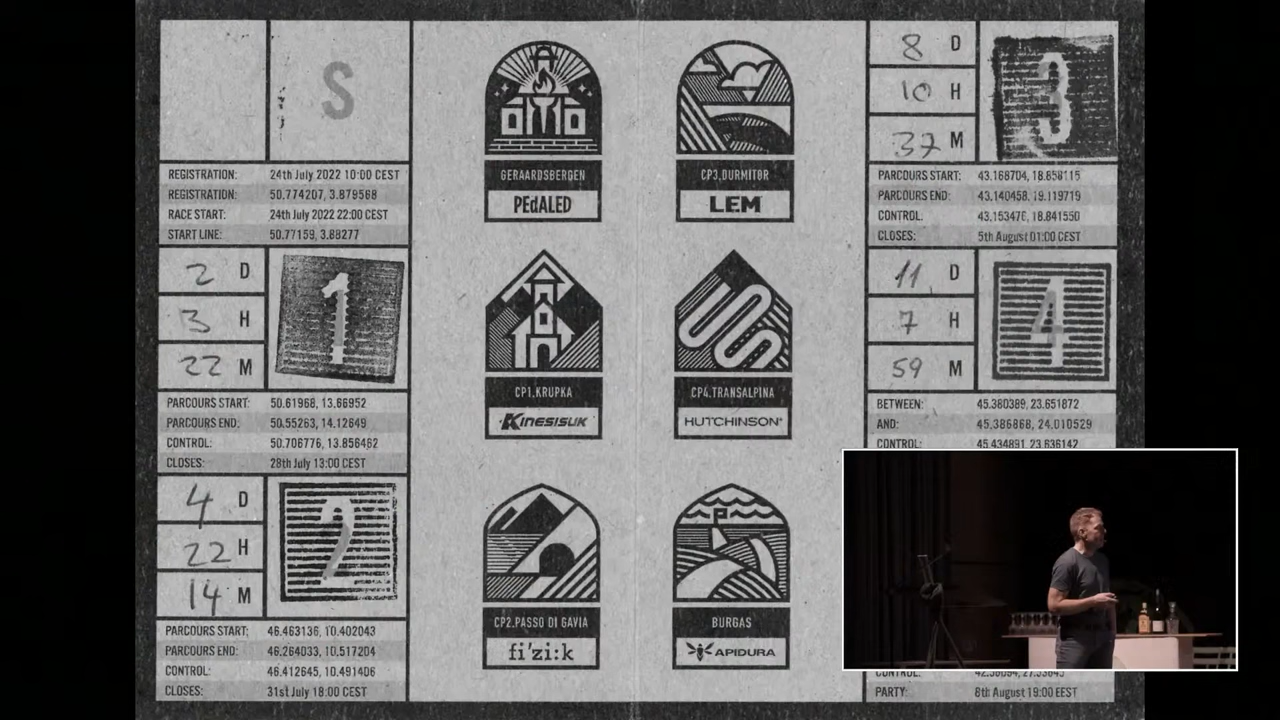 S
REGISTRATION: 24th July 2022 10:00 CEST
REGISTRATION: 50.774207, 3.879568
RACE START: 24th July 2022 22:00 CEST
START LINE: 50.77159, 3.88277
2 D
3 H
22 M
1
PARCOURS START: 50.61968, 13.66952
PARCOURS END: 50.55263, 14.12649
CONTROL: 50.706776, 13.856462
CLOSES: 28th July 13:00 CEST
4 D
22 H
14 M
2
PARCOURS START: 46.463136, 10.402043
PARCOURS END: 46.264033, 10.517204
CONTROL: 46.412645, 10.491406
CLOSES: 31st July 18:00 CEST
GERAARDSBERGEN
PEdALED
CP1.KRUPKA
KINESISUK
CP2.PASSO DI GAVIA
fi'zi:k
CP3.DURMITOR
LEM
CP4.TRANSALPINA
HUTCHINSON
BURGAS
APIDURA
8 D
10 H
37 M
3
PARCOURS START: 43.168704, 18.858115
PARCOURS END: 43.140458, 19.119719
CONTROL: 43.153476, 18.841550
CLOSES: 5th August 01:00 CEST
11 D
7 H
59 M
4
BETWEEN: 45.380389, 23.651872
AND: 45.386868, 24.010529
CONTROL: 45.434891, 23.636142
CONTROL:
PARTY: 8th August 19:00 EEST